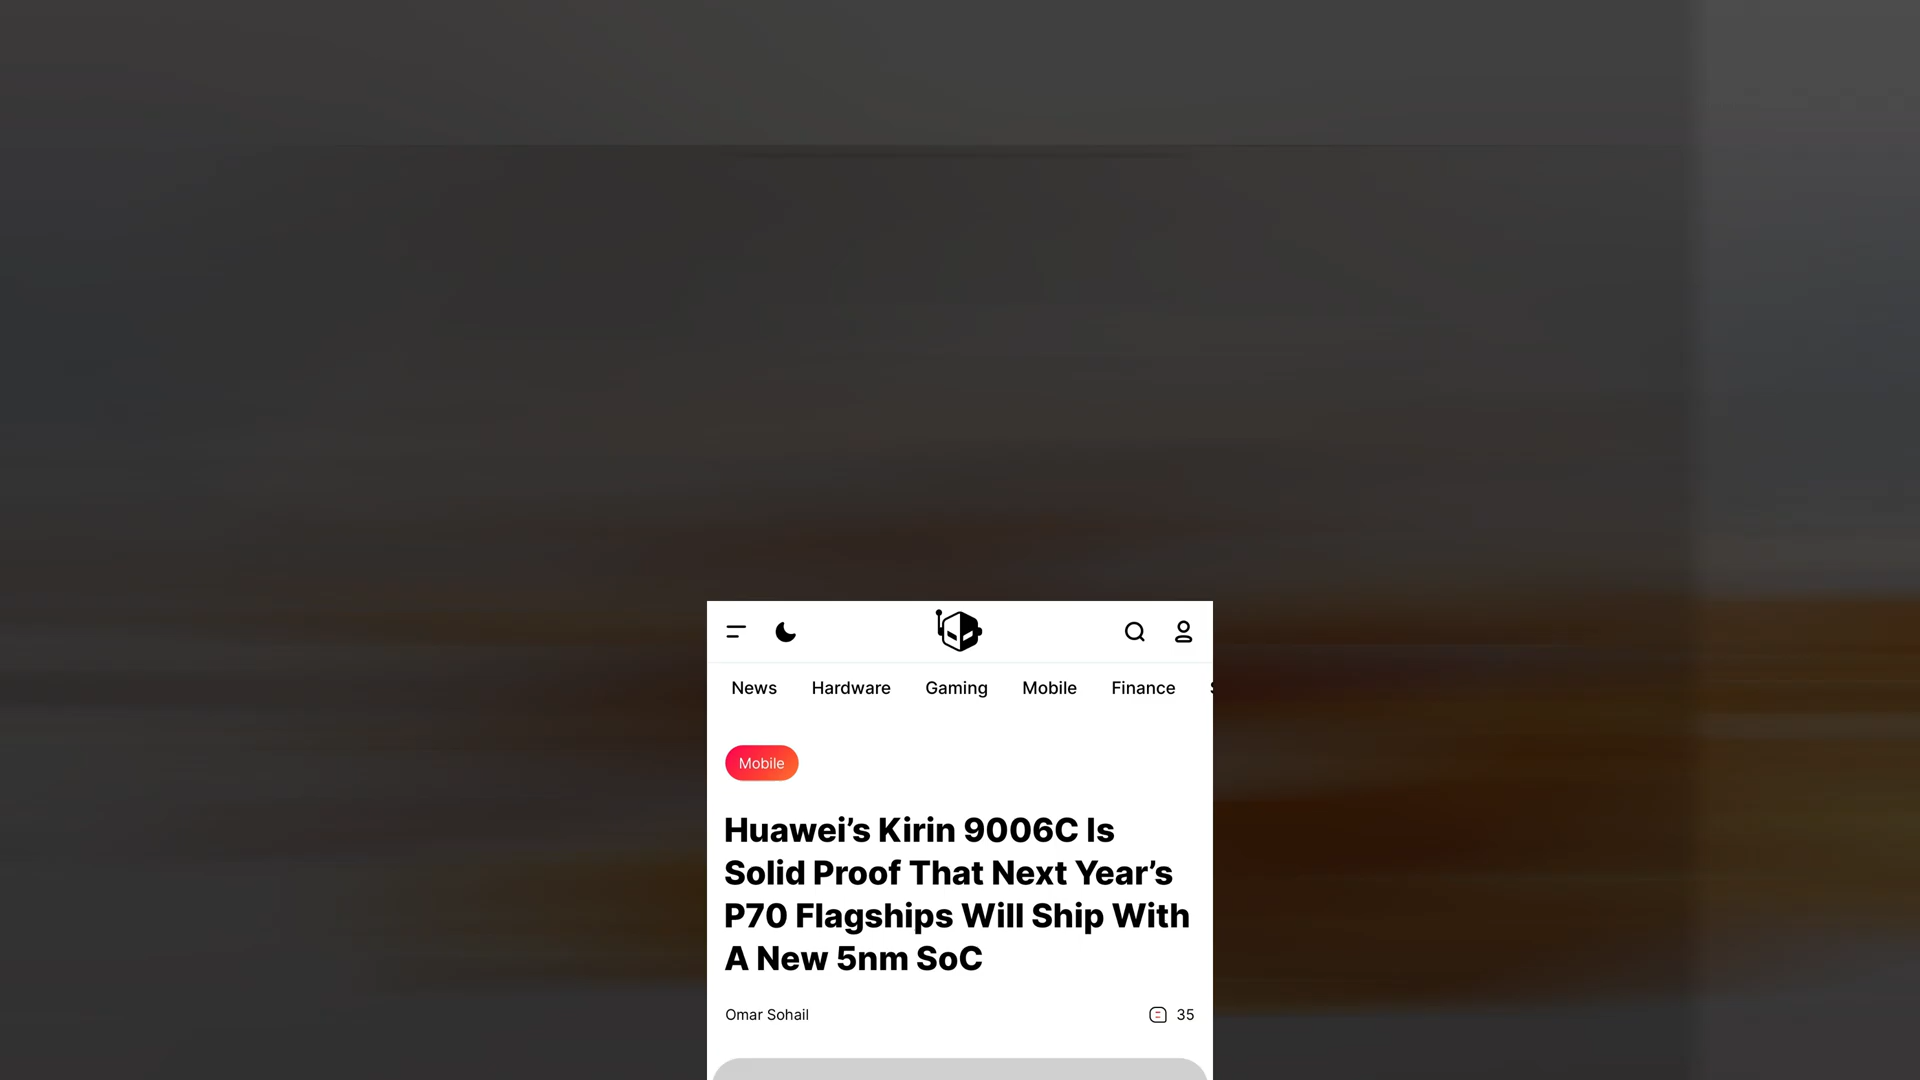 News Hardware Gaming Mobile Finance
Mobile
Huawei’s Kirin 9006C Is
Solid Proof That Next Year’s
P70 Flagships Will Ship With
A New 5nm SoC
Omar Sohail 35